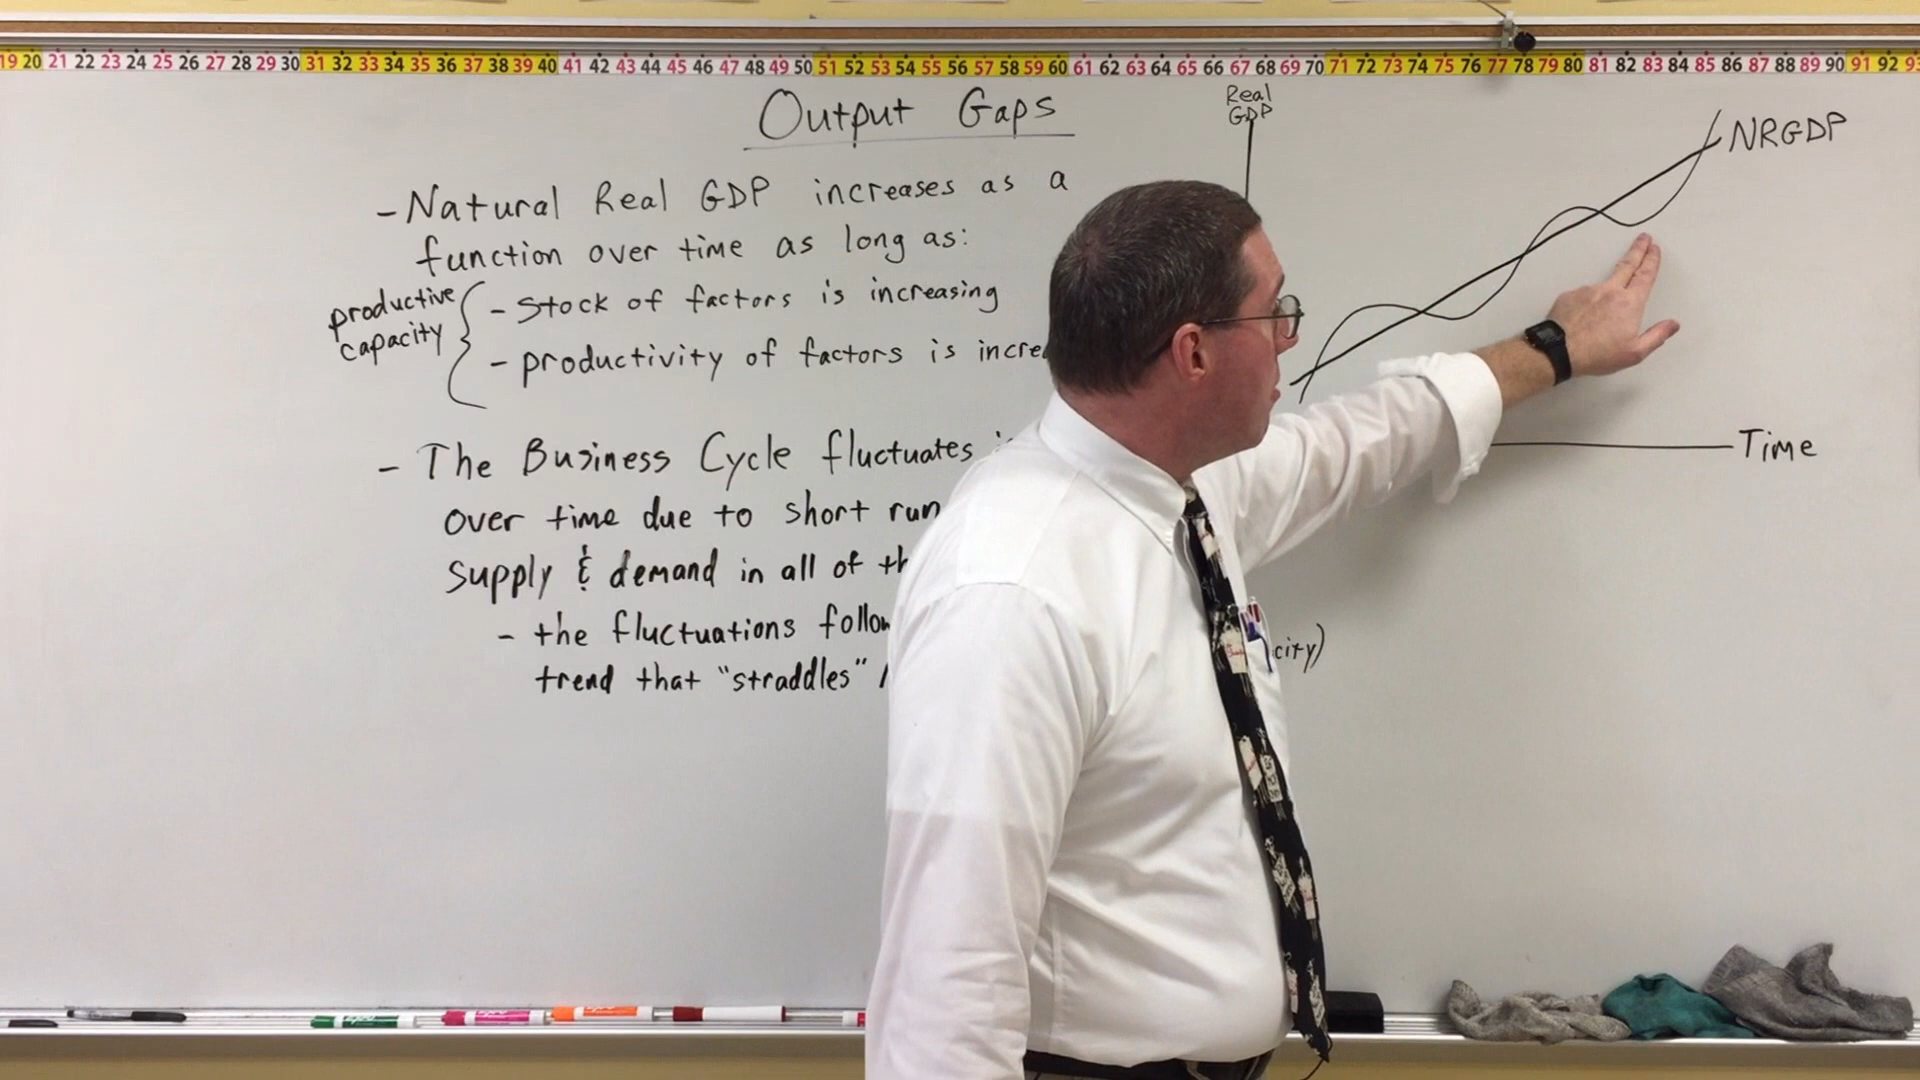 19 20 21 22 23 24 25 26 27 28 29 30 31 32 33 34 35 36 37 38 39 40 41 42 43 44 45 46 47 48 49 50 51 52 53 54 55 56 57 58 59 60 61 62 63 64 65 66 67 68 69 70 71 72 73 74 75 76 77 78 79 80 81 82 83 84 85 86 87 88 89 90 91 92
Output Gaps
- Natural Real GDP increases as a
function over time as long as:
productive
capacity
- Stock of factors is increasing
- productivity of factors is incre
- The Business Cycle fluctuates
over time due to short run
supply & demand in all of th
- the fluctuations follow
trend that "straddles"
city)
Real
GDP
NRGDP
Time